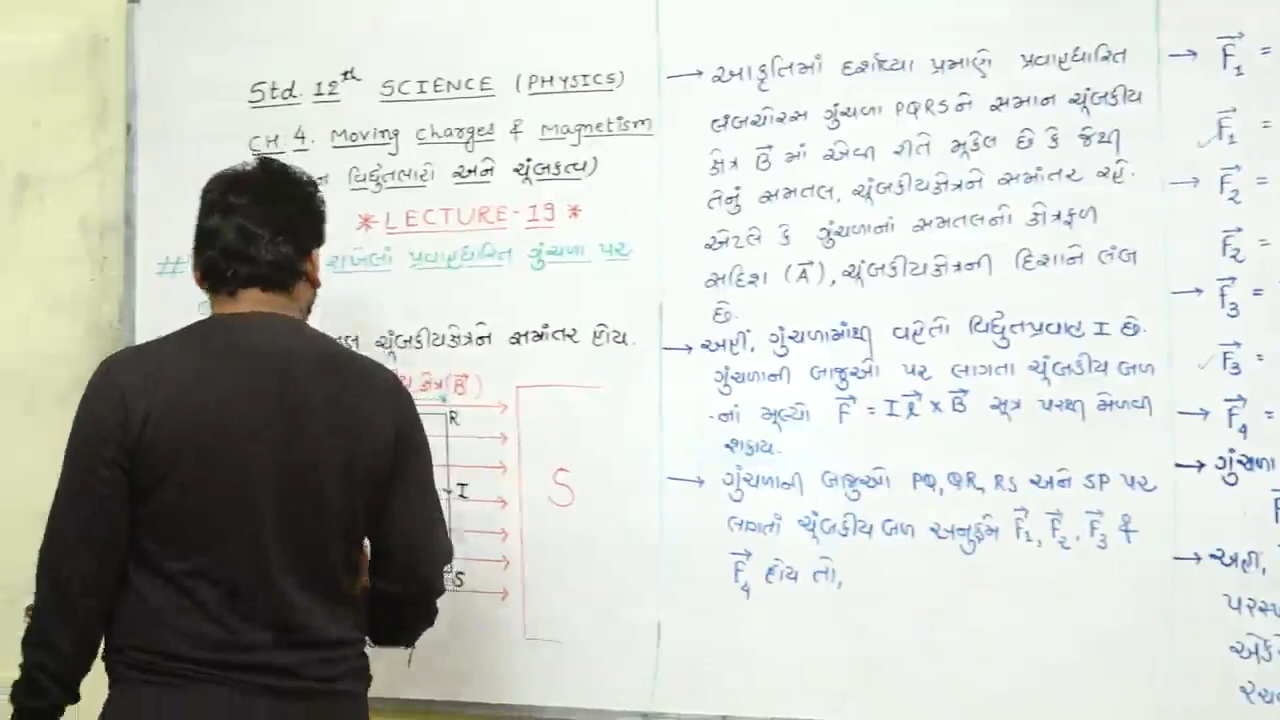 Std. 12th SCIENCE (PHYSICS)
CH. 4. Moving Charges & Magnetism
વિદ્યુતભારો અને ચૂંબકત્વ)
* LECTURE-19 *
# રાખેલાં પ્રવાહધારિત ગુંચળા પર
ચૂંબકીયક્ષેત્રને સમાંતર હોય.
ક્ષેત્ર (B⃗)
R
I
S
S
→ આકૃતિમાં દર્શાવ્યા પ્રમાણે પ્રવાહધારિત
લંબચોરસ ગુંચળા PQRS ને સમાન ચૂંબકીય
ક્ષેત્ર B⃗ માં એવી રીતે મૂકેલ છે કે જેથી
તેનું સમતલ, ચૂંબકીયક્ષેત્રને સમાંતર રહે.
એટલે કે ગુંચળાનાં સમતલનો ક્ષેત્રફળ
સદિશ (A⃗), ચૂંબકીયક્ષેત્રની દિશાને લંબ
છે.
→ અહીં, ગુંચળામાંથી વહેતો વિદ્યુતપ્રવાહ I છે.
ગુંચળાની બાજુઓ પર લાગતા ચૂંબકીય બળ
-નાં મૂલ્યો F⃗ = I l⃗ × B⃗ સૂત્ર પરથી મેળવી
શકાય.
→ ગુંચળાની બાજુઓ PQ, QR, RS અને SP પર
લાગતાં ચૂંબકીય બળ અનુક્રમે F⃗₁, F⃗₂, F⃗₃ &
F⃗₄ હોય તો,
→ F⃗₁ =
F⃗₁ =
→ F⃗₂ =
F⃗₂ =
→ F⃗₃ =
F⃗₃ =
→ F⃗₄ =
→ ગુંચળા
→ અહીં,